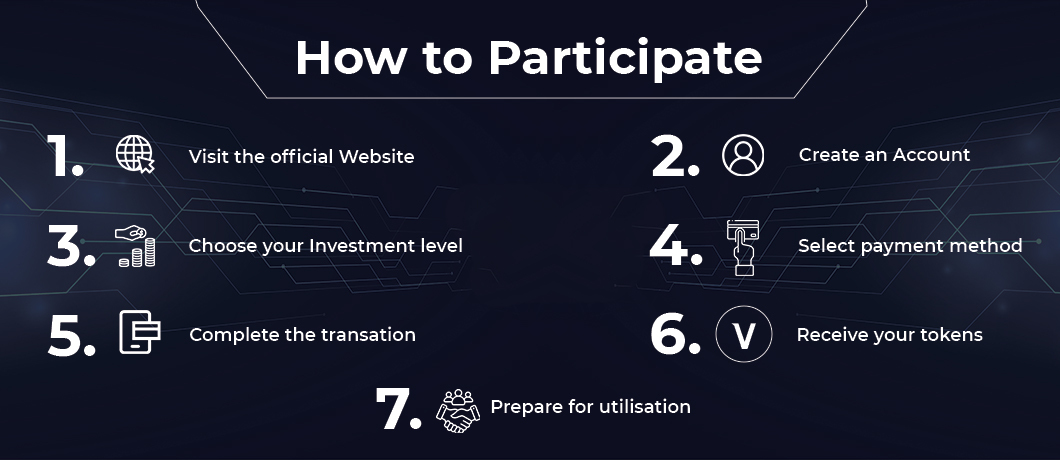 How to Participate
1. Visit the official Website
2. Create an Account
3. Choose your Investment level
4. Select payment method
5. Complete the transation
6. V Receive your tokens
7. Prepare for utilisation